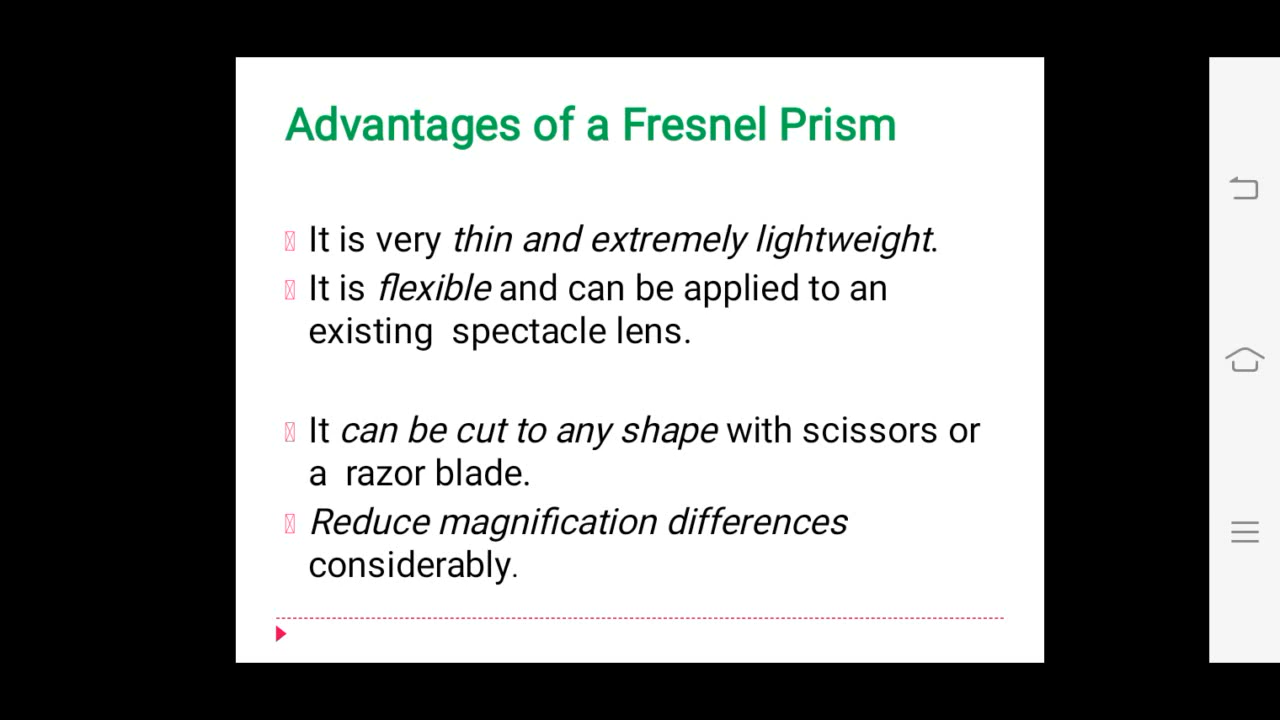 Advantages of a Fresnel Prism
It is very thin and extremely lightweight.
It is flexible and can be applied to an
existing  spectacle lens.
It can be cut to any shape with scissors or
a  razor blade.
Reduce magnification differences
considerably.